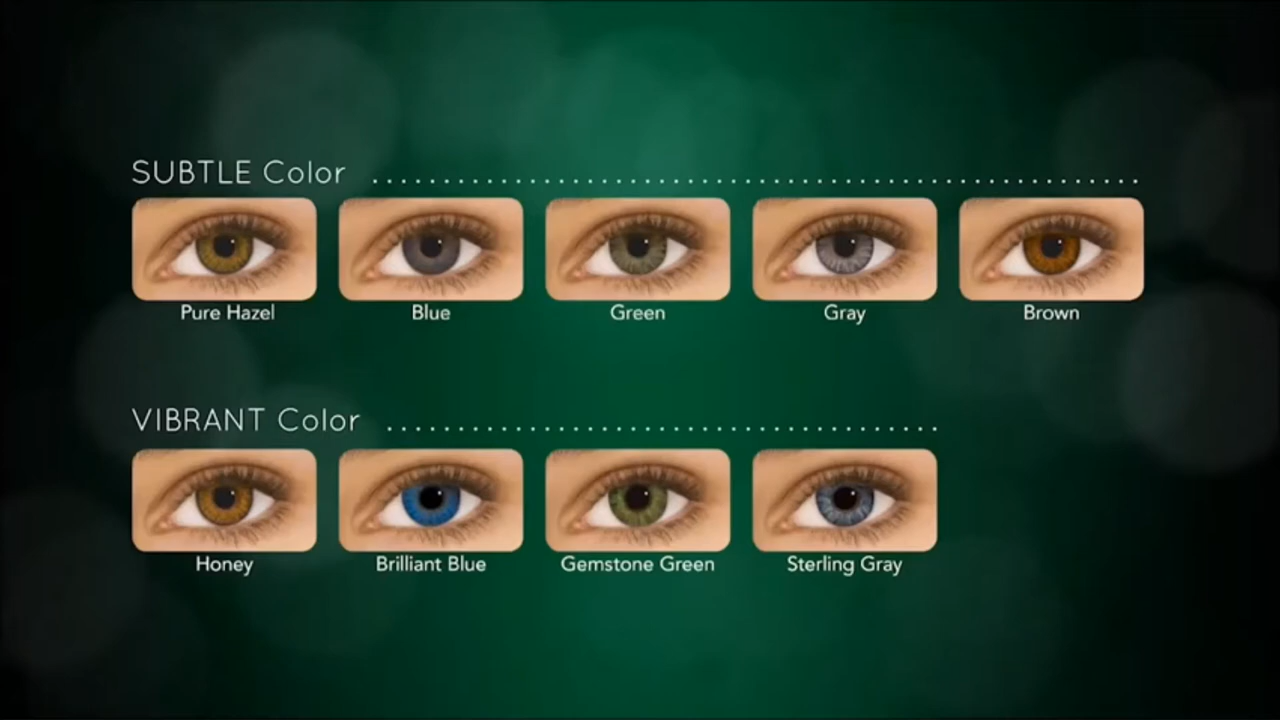 SUBTLE Color
Pure Hazel
Blue
Green
Gray
Brown
VIBRANT Color
Honey
Brilliant Blue
Gemstone Green
Sterling Gray